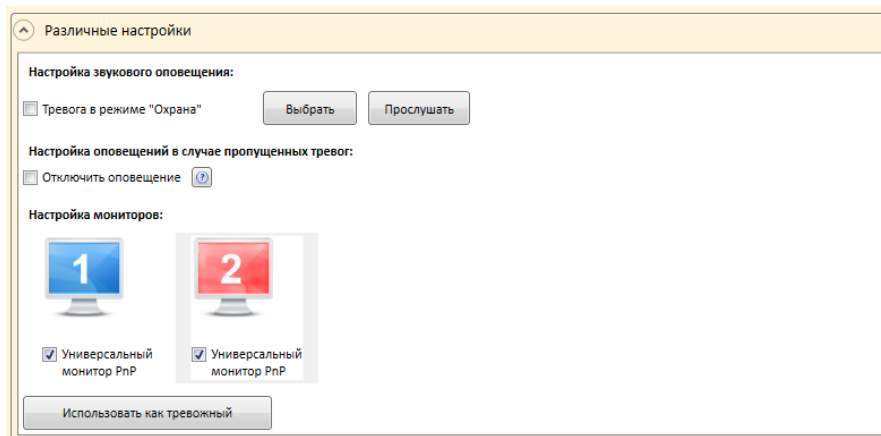 Различные настройки
Настройка звукового оповещения:
Тревога в режиме "Охрана"
Выбрать
Прослушать
Настройка оповещений в случае пропущенных тревог:
Отключить оповещение
?
Настройка мониторов:
1
2
Универсальный
монитор PnP
Универсальный
монитор PnP
Использовать как тревожный